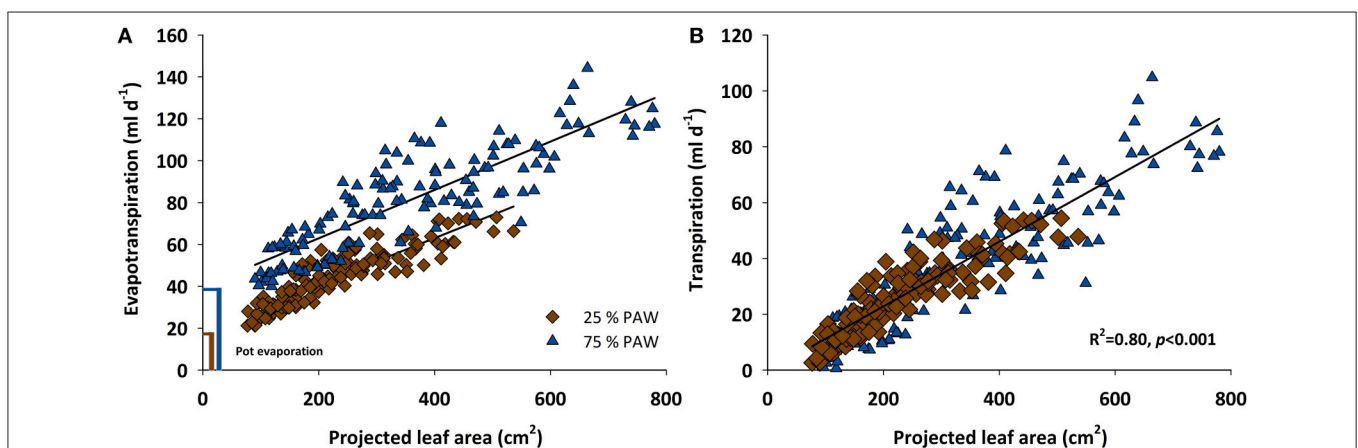 A
160
140
120
100
80
60
40
20
0
Evapotranspiration (ml d-1)
Pot evaporation
25 % PAW
75 % PAW
0 200 400 600 800
Projected leaf area (cm2)
B
120
100
80
60
40
20
0
Transpiration (ml d-1)
R2=0.80, p<0.001
0 200 400 600 800
Projected leaf area (cm2)